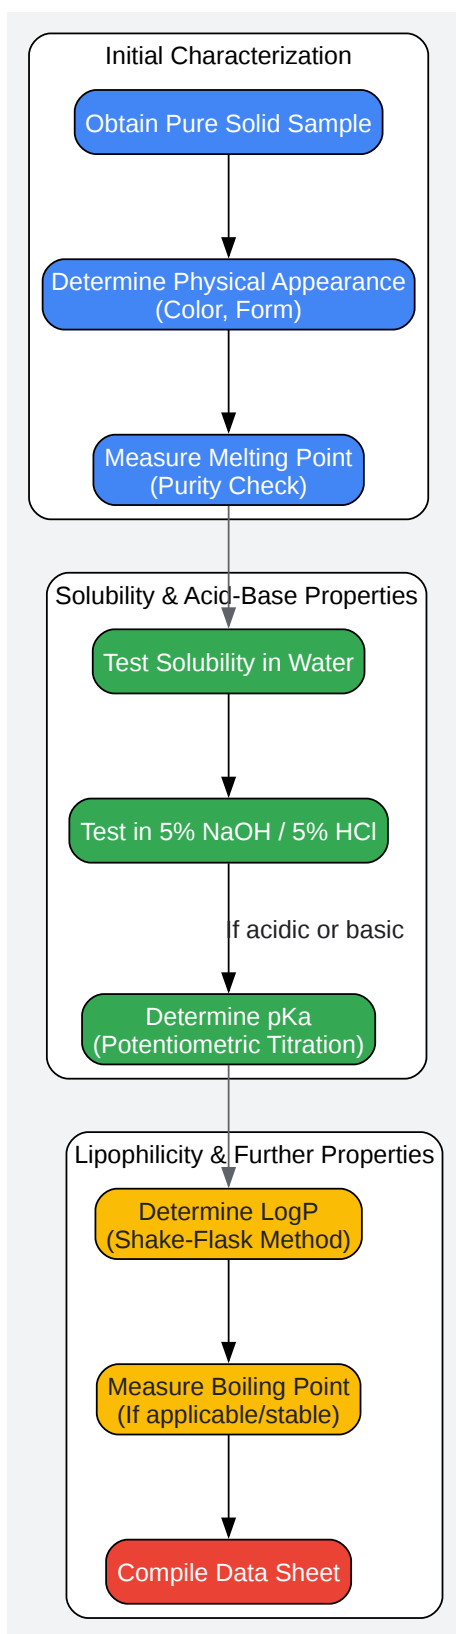 Initial Characterization
Obtain Pure Solid Sample
Determine Physical Appearance
(Color, Form)
Measure Melting Point
(Purity Check)
Solubility & Acid-Base Properties
Test Solubility in Water
Test in 5% NaOH / 5% HCl
If acidic or basic
Determine pKa
(Potentiometric Titration)
Lipophilicity & Further Properties
Determine LogP
(Shake-Flask Method)
Measure Boiling Point
(If applicable/stable)
Compile Data Sheet